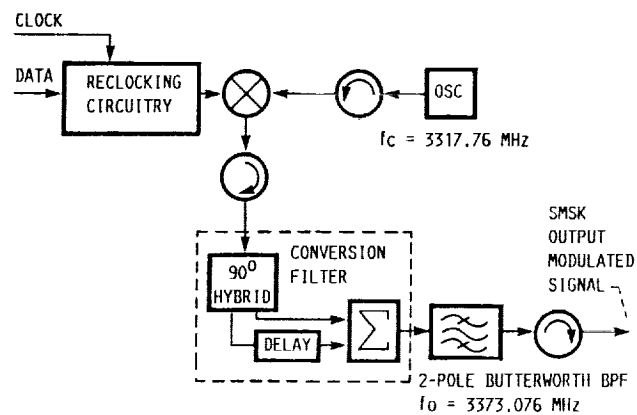 CLOCK
DATA
RECLOCKING
CIRCUITRY
OSC
fc = 3317.76 MHz
CONVERSION
FILTER
90º
HYBRID
DELAY
Σ
SMSK
OUTPUT
MODULATED
SIGNAL
2-POLE BUTTERWORTH BPF
fo = 3373.076 MHz